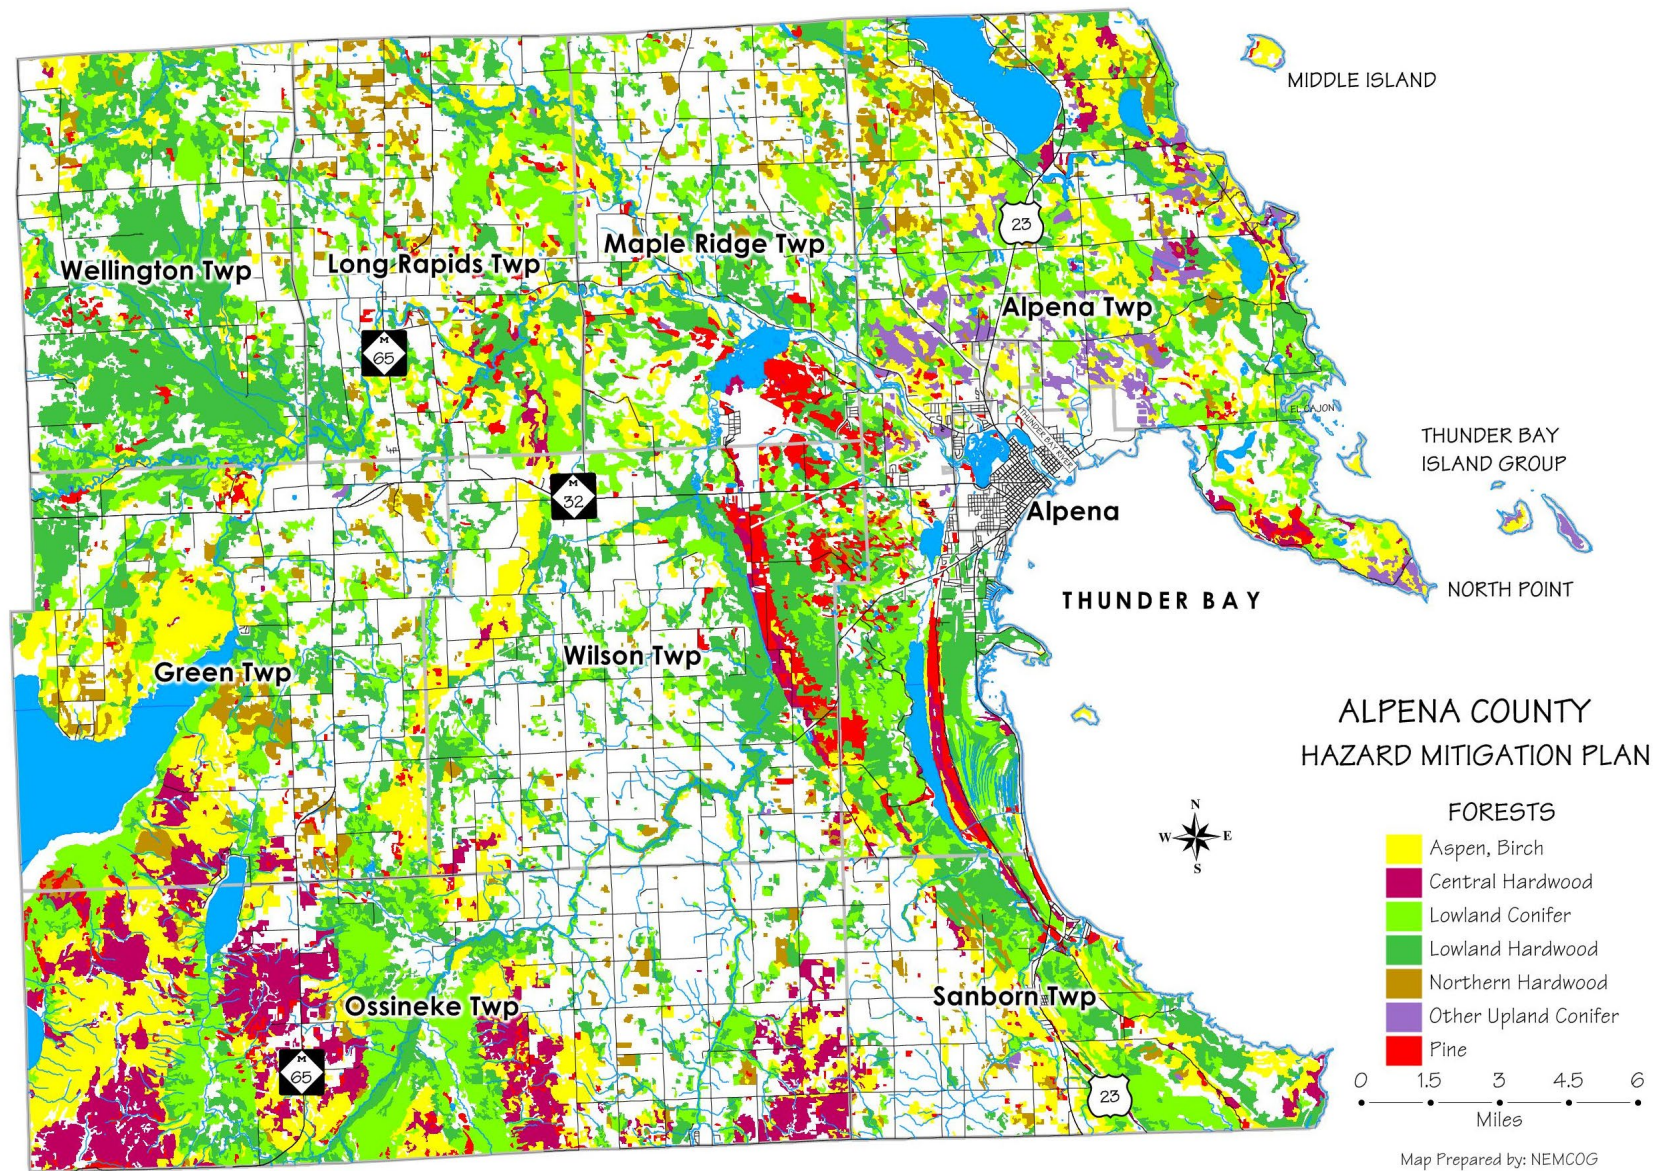 MIDDLE ISLAND
23
Maple Ridge Twp
Wellington Twp
Long Rapids Twp
Alpena Twp
M
65
EL CAJON
THUNDER BAY RIVER
THUNDER BAY
ISLAND GROUP
M
32
Alpena
NORTH POINT
THUNDER BAY
Wilson Twp
Green Twp
ALPENA COUNTY
HAZARD MITIGATION PLAN
N
W E
S
FORESTS
Aspen, Birch
Central Hardwood
Lowland Conifer
Lowland Hardwood
Northern Hardwood
Other Upland Conifer
Pine
Ossineke Twp
Sanborn Twp
M
65
23
0 1.5 3 4.5 6
Miles
Map Prepared by: NEMCOG